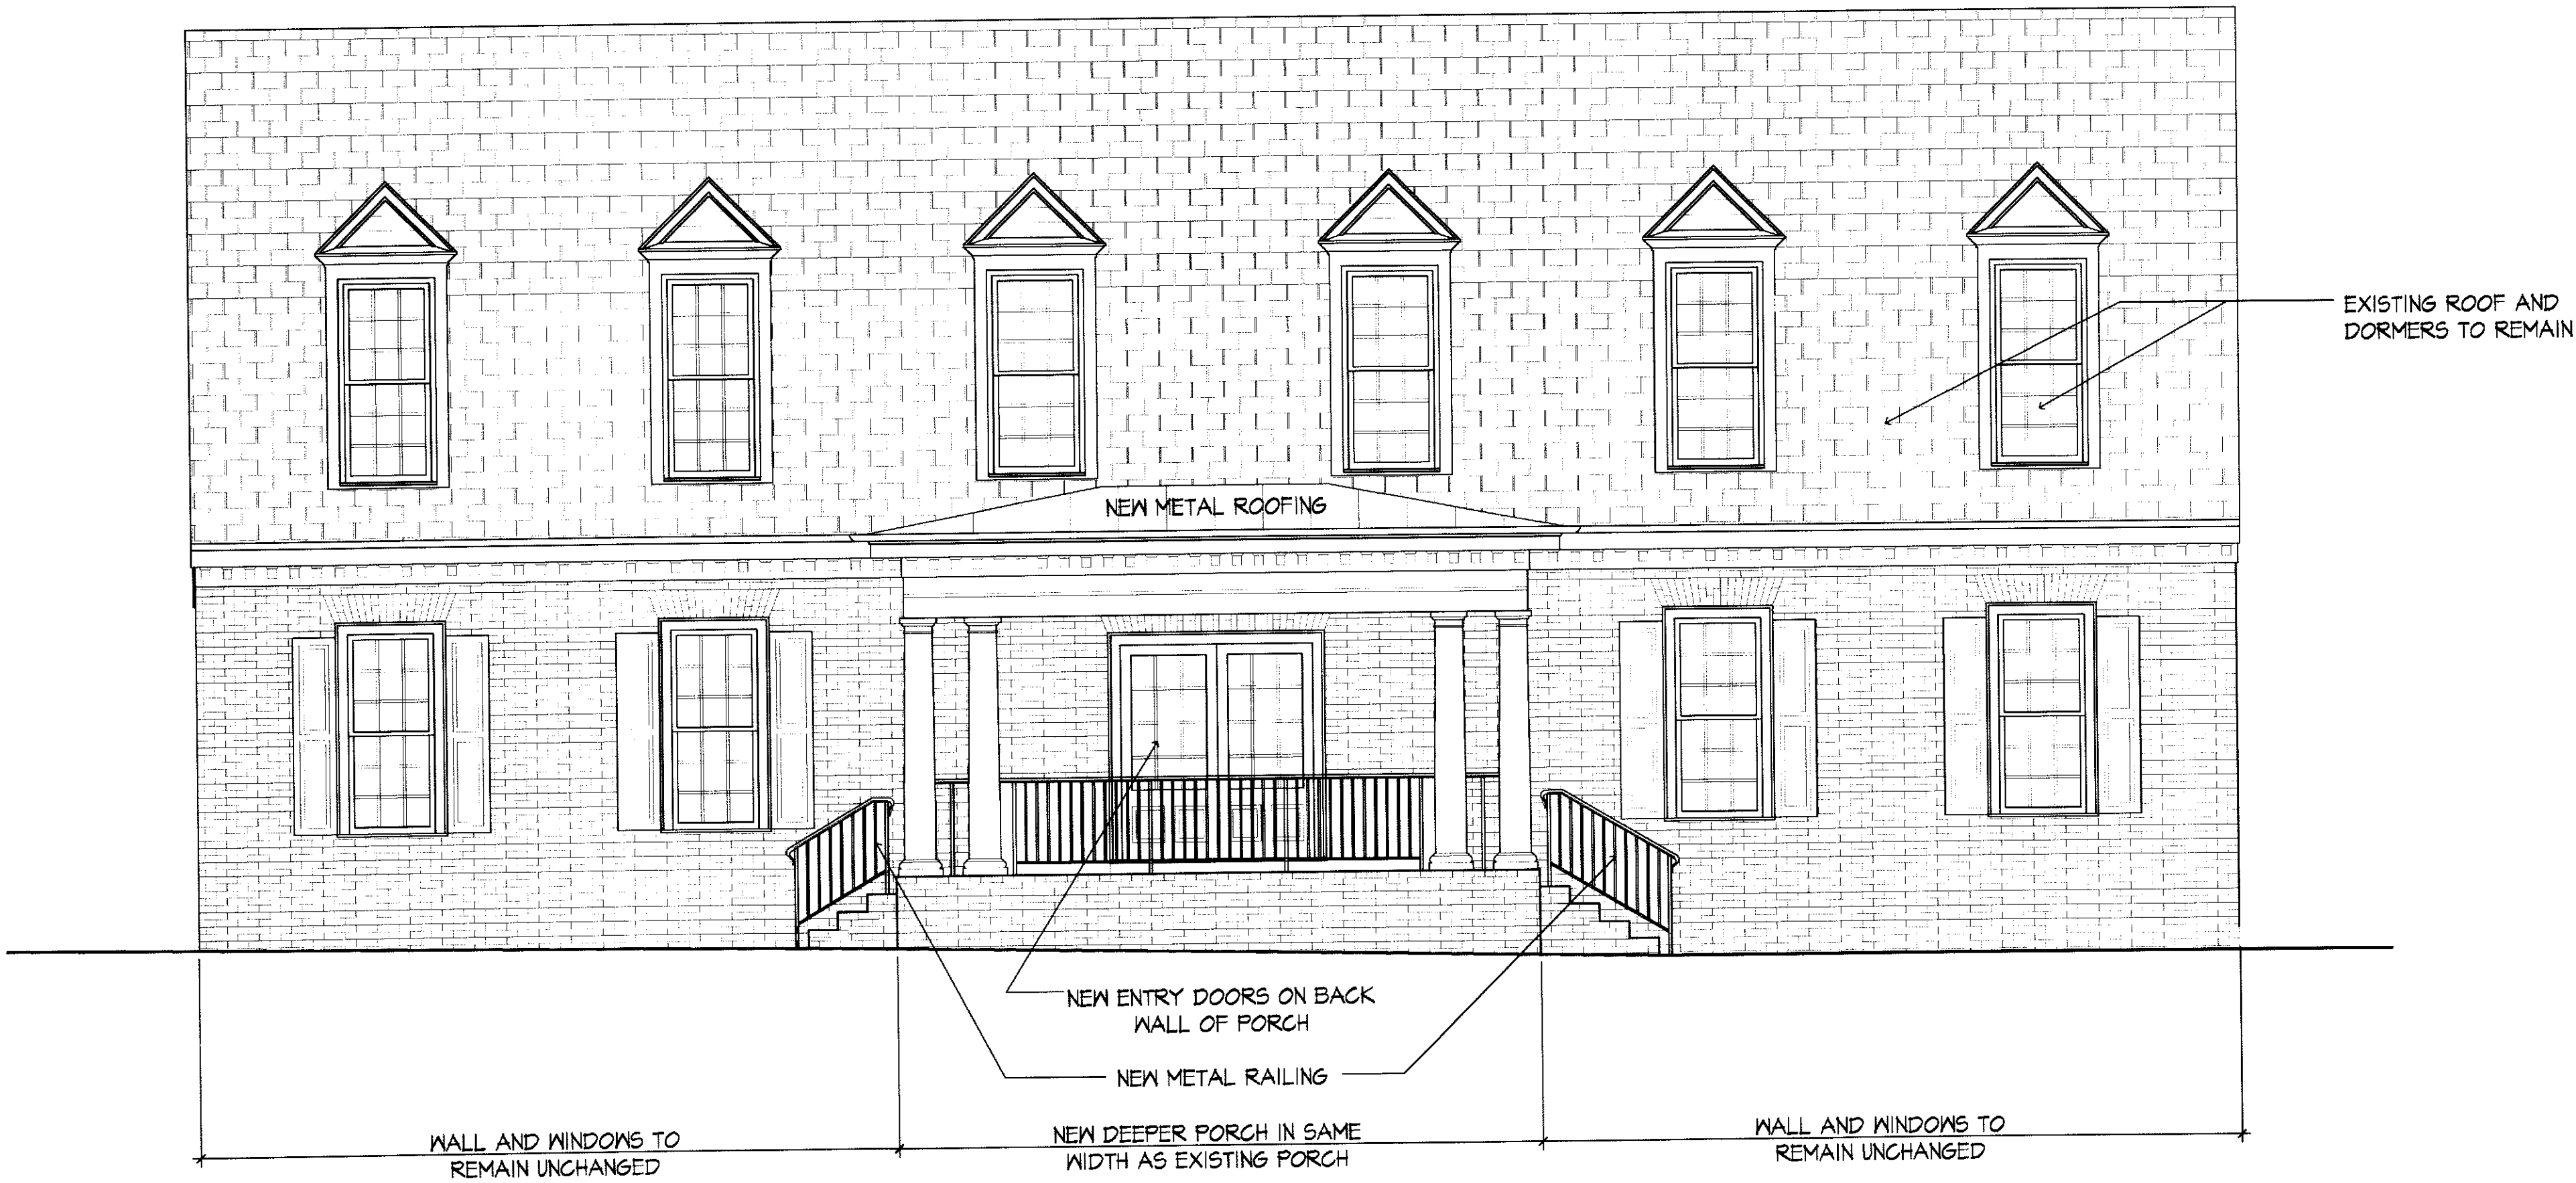 EXISTING ROOF AND
DORMERS TO REMAIN
NEW METAL ROOFING
NEW ENTRY DOORS ON BACK
WALL OF PORCH
NEW METAL RAILING
WALL AND WINDOWS TO
REMAIN UNCHANGED
NEW DEEPER PORCH IN SAME
WIDTH AS EXISTING PORCH
WALL AND WINDOWS TO
REMAIN UNCHANGED